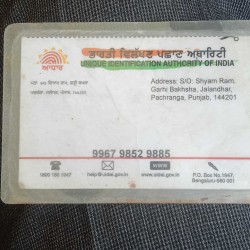 ਭਾਰਤੀ ਵਿਲੱਖਣ ਪਛਾਣ ਅਥਾਰਿਟੀ
UNIQUE IDENTIFICATION AUTHORITY OF INDIA
ਆਧਾਰ
Address: S/O: Shyam Ram,
Garhi Bakhsha, Jalandhar,
Pachranga, Punjab, 144201
9967 9852 9885
1800 180 1947
help@uidai.gov.in
www.uidai.gov.in
P.O. Box No.1947,
Bengaluru-560 001